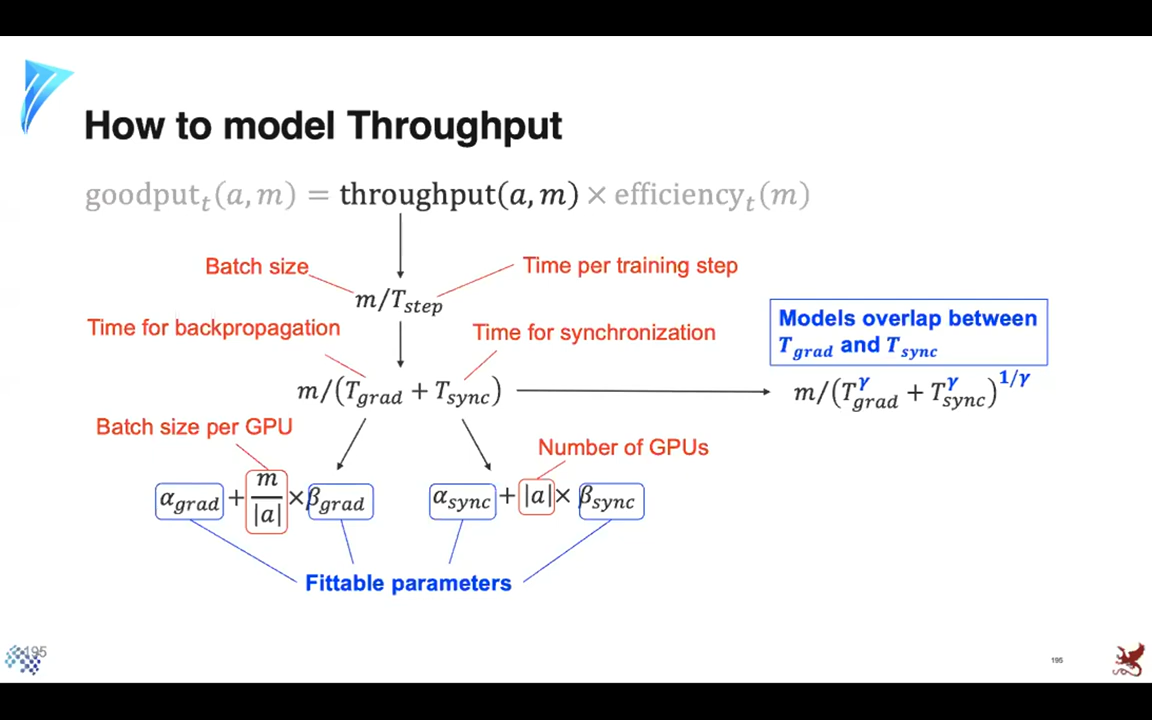 How to model Throughput
goodput_t(a, m) = throughput(a, m) × efficiency_t(m)
Batch size
Time per training step
m/T_step
Time for backpropagation
Time for synchronization
Models overlap between
T_grad and T_sync
m/(T_grad + T_sync)
m/(T_grad^γ + T_sync^γ)^1/γ
Batch size per GPU
Number of GPUs
α_grad + m/|a| × β_grad
α_sync + |a| × β_sync
Fittable parameters
195
195